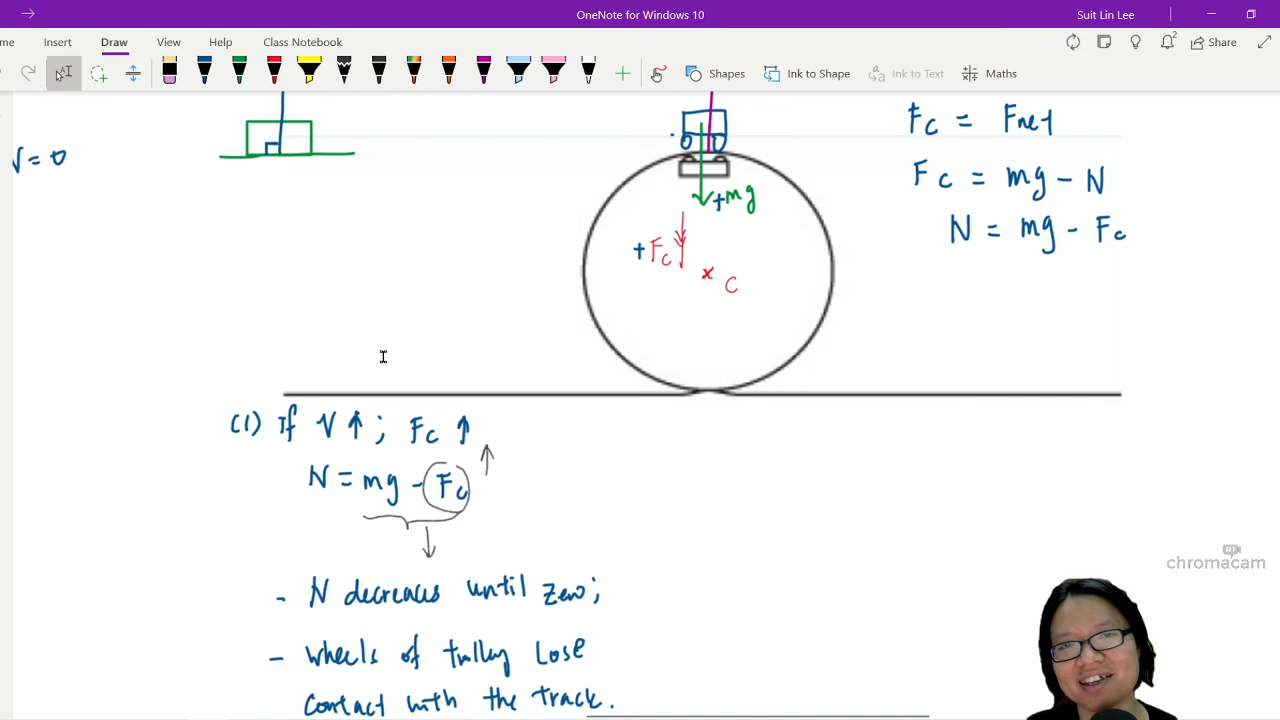 OneNote for Windows 10
Suit Lin Lee
me Insert Draw View Help Class Notebook
Share
Shapes
Ink to Shape
Ink to Text
Maths
V = 0
Fc = Fnet
Fc = mg - N
N = mg - Fc
+mg
+Fc
x C
(1) If V ↑ ; Fc ↑
N = mg - Fc
- N decreases until zero;
- Wheels of trolley lose
contact with the track.
chromacam